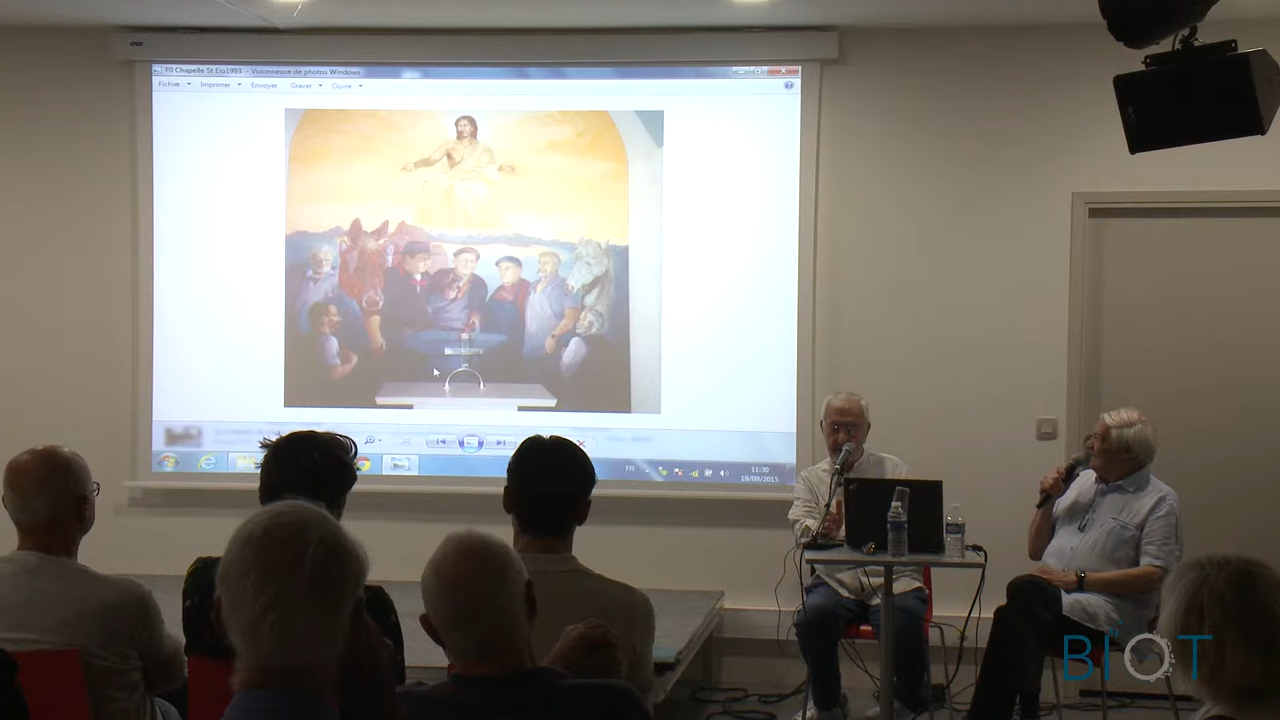 F0 Chapelle St Elo1993 - Visionneuse de photos Windows
Fichier Imprimer Envoyer Graver Ouvrir
FR
11:30
19/09/2015
BIOT